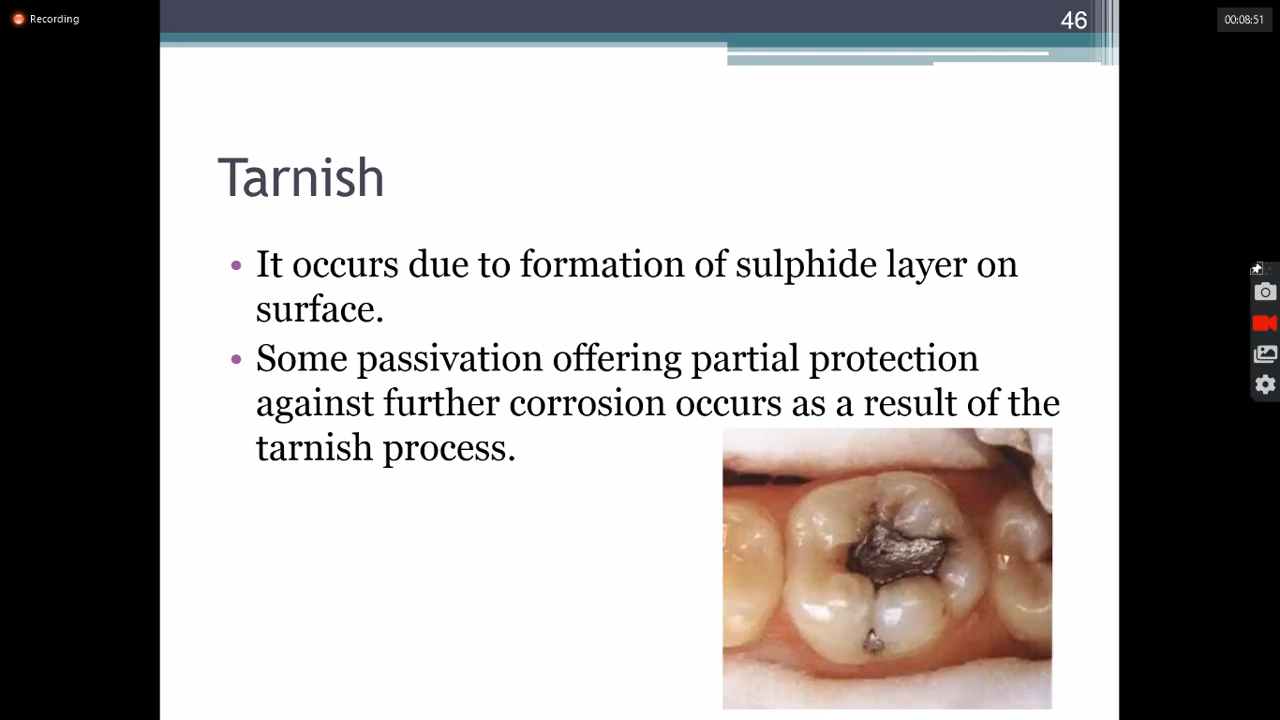 Recording
46
00:08:51
Tarnish
• It occurs due to formation of sulphide layer on
surface.
• Some passivation offering partial protection
against further corrosion occurs as a result of the
tarnish process.